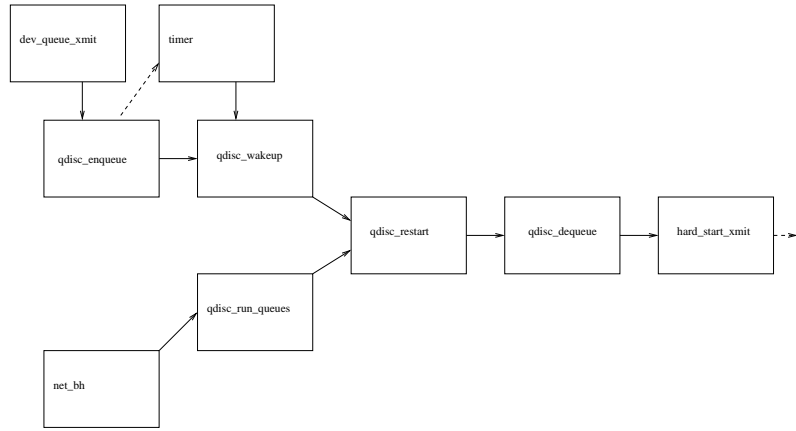 dev_queue_xmit
timer
qdisc_enqueue
qdisc_wakeup
qdisc_restart
qdisc_dequeue
hard_start_xmit
qdisc_run_queues
net_bh